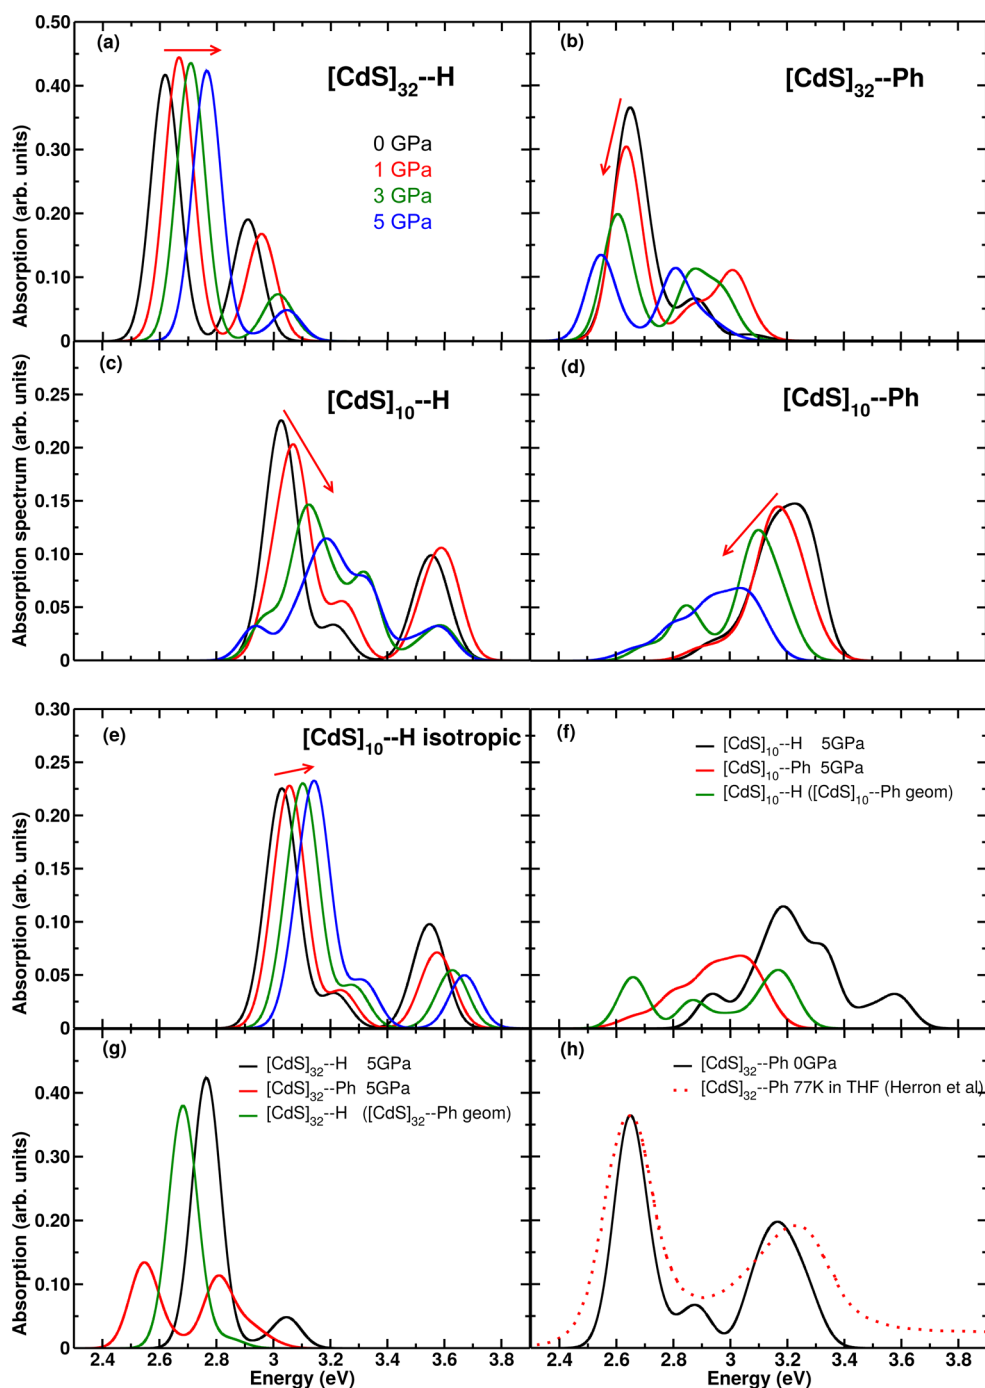 (a)
[CdS]32--H
0 GPa
1 GPa
3 GPa
5 GPa
0.50
0.40
0.30
0.20
0.10
0
Absorption (arb. units)
(b)
[CdS]32--Ph
(c)
[CdS]10--H
0.25
0.20
0.15
0.10
0.05
0
Absorption spectrum (arb. units)
(d)
[CdS]10--Ph
(e)
[CdS]10--H isotropic
0.30
0.25
0.20
0.15
0.10
0.05
0
Absorption (arb. units)
(f)
[CdS]10--H 5GPa
[CdS]10--Ph 5GPa
[CdS]10--H ([CdS]10--Ph geom)
(g)
[CdS]32--H 5GPa
[CdS]32--Ph 5GPa
[CdS]32--H ([CdS]32--Ph geom)
0.40
0.30
0.20
0.10
0
Absorption (arb. units)
2.4 2.6 2.8 3 3.2 3.4 3.6 3.8
Energy (eV)
(h)
[CdS]32--Ph 0GPa
[CdS]32--Ph 77K in THF (Herron et al)
2.4 2.6 2.8 3 3.2 3.4 3.6 3.8
Energy (eV)